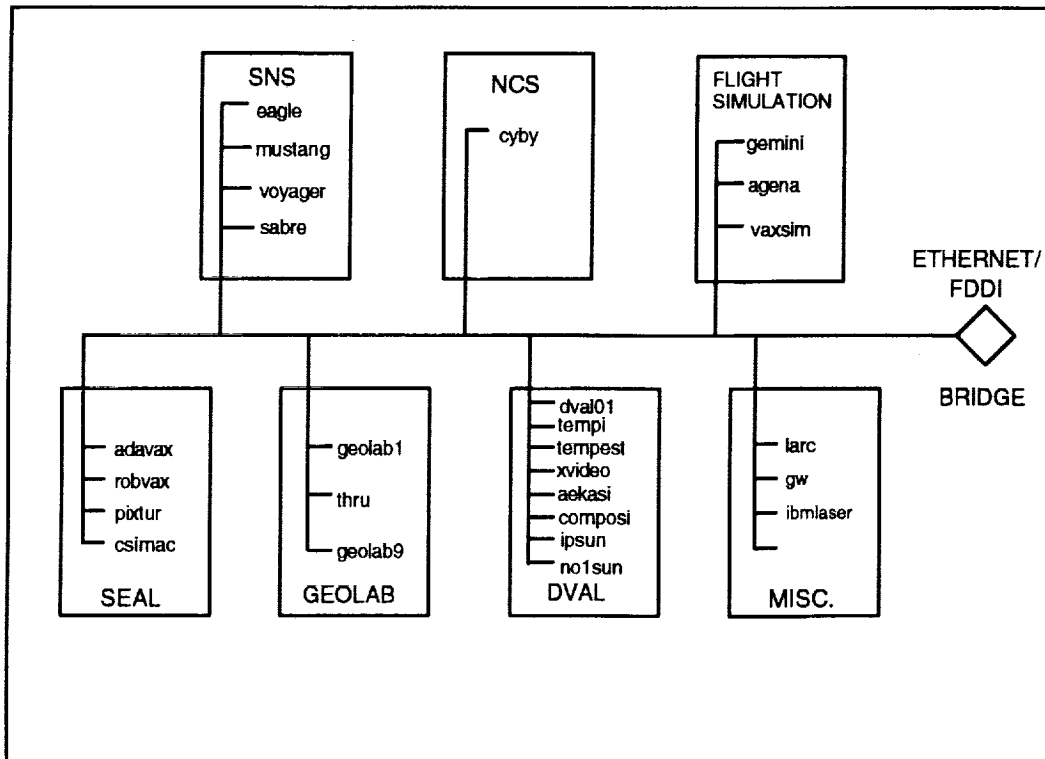 SNS
eagle
mustang
voyager
sabre
NCS
cyby
FLIGHT
SIMULATION
gemini
agena
vaxsim
ETHERNET/
FDDI
BRIDGE
adavax
robvax
pixtur
csimac
SEAL
geolab1
thru
geolab9
GEOLAB
dval01
tempi
tempest
xvideo
aekasi
composi
ipsun
no1sun
DVAL
larc
gw
ibmlaser
MISC.